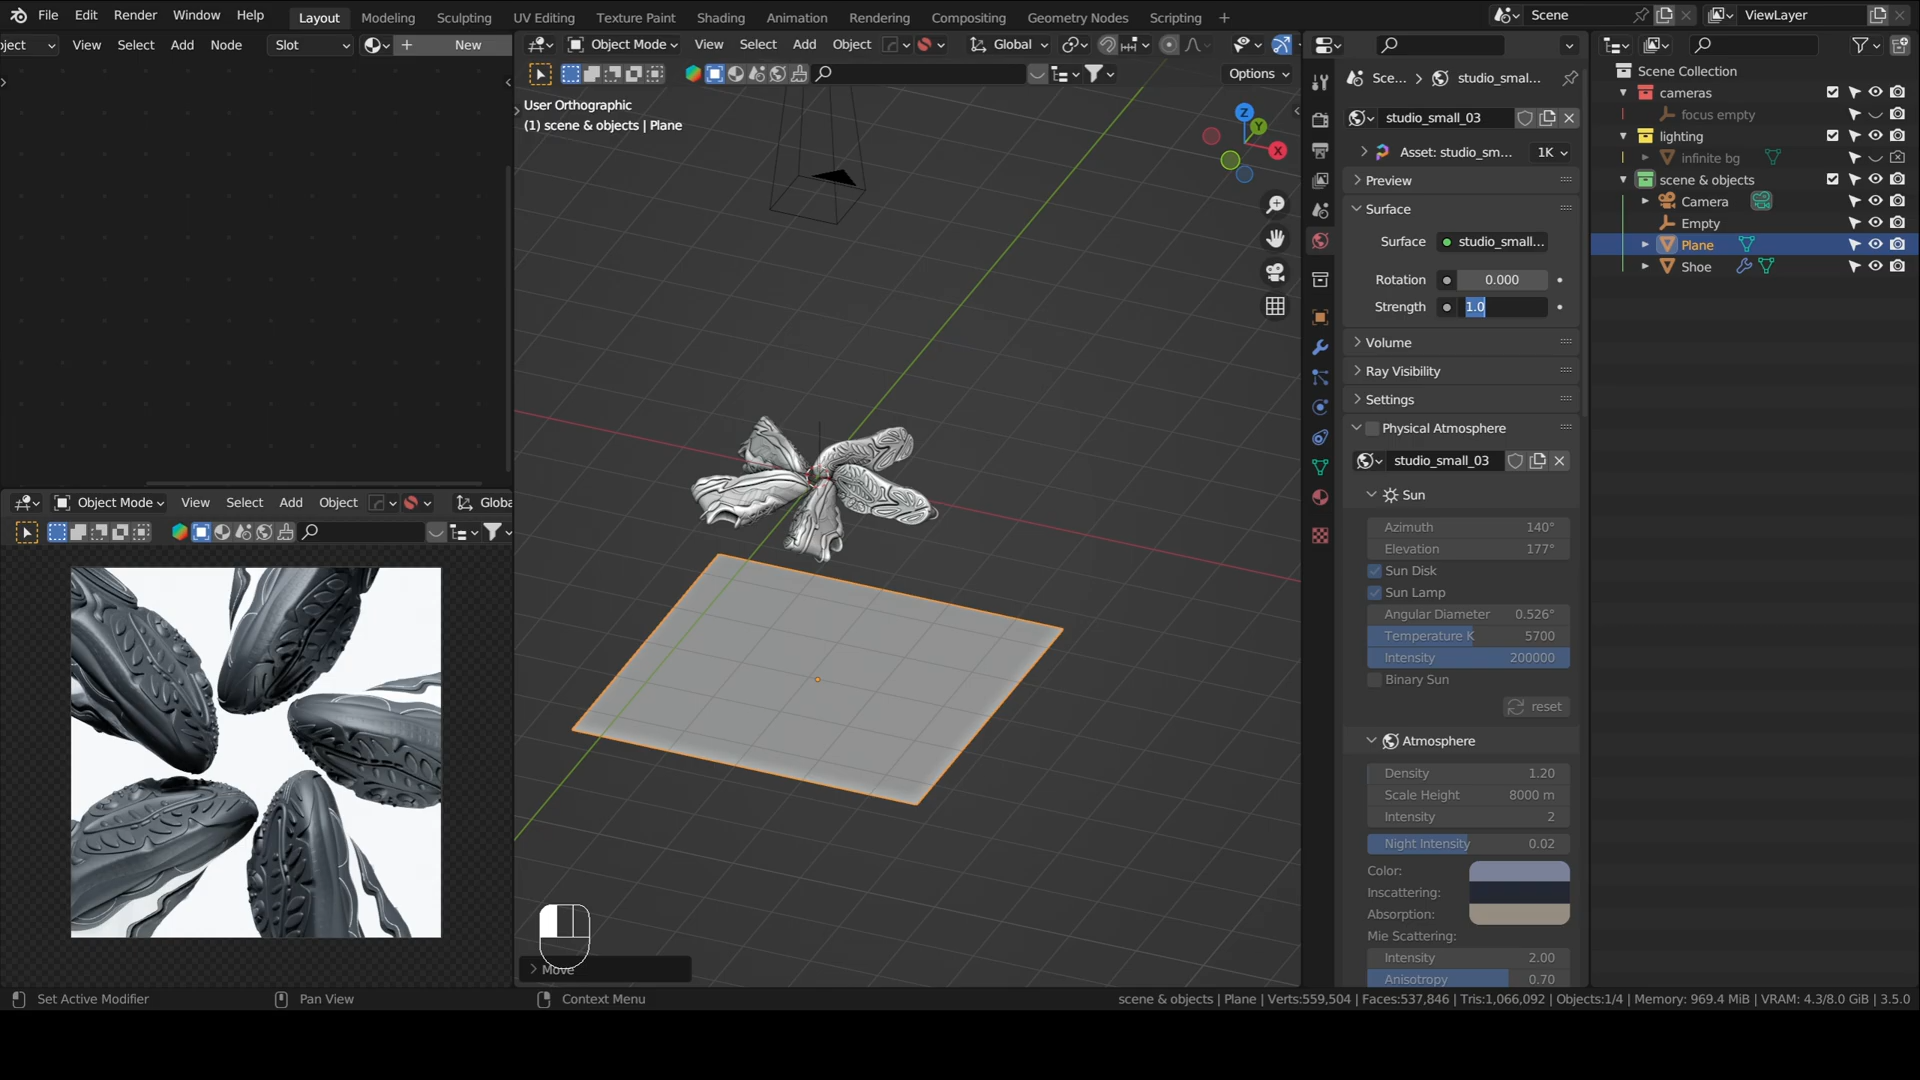 File Edit Render Window Help Layout Modeling Sculpting UV Editing Texture Paint Shading Animation Rendering Compositing Geometry Nodes Scripting + Scene ViewLayer
ject View Select Add Node Slot New
Object Mode View Select Add Object Global
Options
User Orthographic
(1) scene & objects | Plane
Z
Y
X
Move
Object Mode View Select Add Object Globa
Sce... studio_smal...
studio_small_03
Asset: studio_sm... 1K
Preview
Surface
Surface studio_small...
Rotation 0.000
Strength 1.0
Volume
Ray Visibility
Settings
Physical Atmosphere
studio_small_03
Sun
Azimuth 140°
Elevation 177°
Sun Disk
Sun Lamp
Angular Diameter 0.526°
Temperature K 5700
Intensity 200000
Binary Sun
reset
Atmosphere
Density 1.20
Scale Height 8000 m
Intensity 2
Night Intensity 0.02
Color:
Inscattering:
Absorption:
Mie Scattering:
Intensity 2.00
Anisotropy 0.70
Scene Collection
cameras
focus empty
lighting
infinite bg
scene & objects
Camera
Empty
Plane
Shoe
Set Active Modifier Pan View Context Menu scene & objects | Plane | Verts:559,504 | Faces:537,846 | Tris:1,066,092 | Objects:1/4 | Memory: 969.4 MiB | VRAM: 4.3/8.0 GiB | 3.5.0